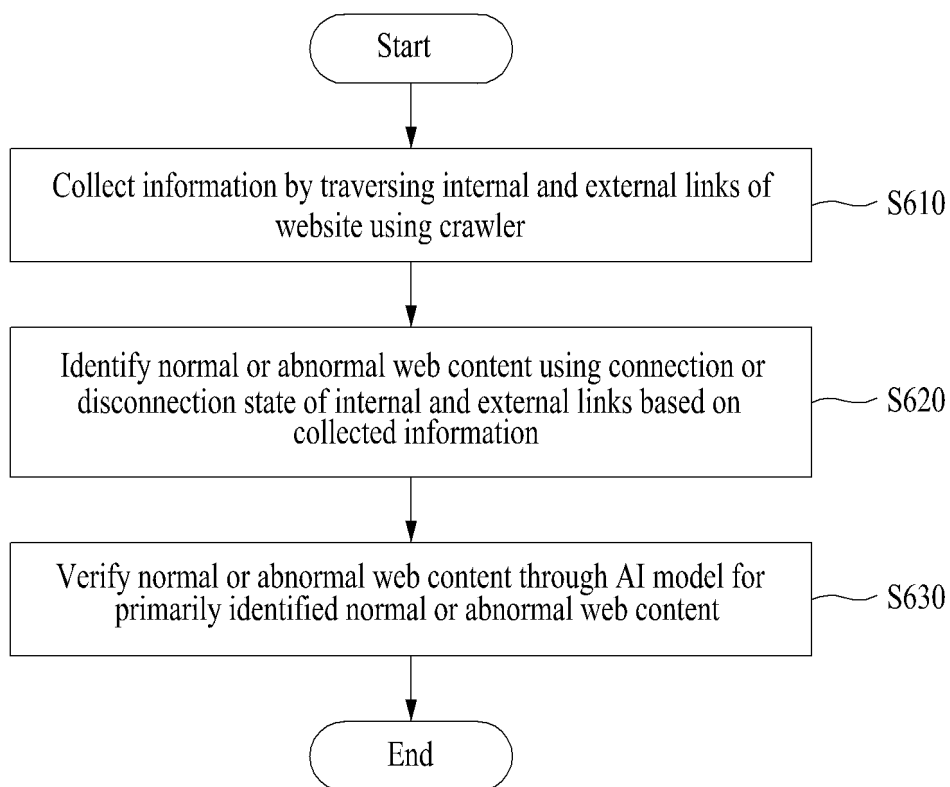 Start
Collect information by traversing internal and external links of
website using crawler
S610
Identify normal or abnormal web content using connection or
disconnection state of internal and external links based on
collected information
S620
Verify normal or abnormal web content through AI model for
primarily identified normal or abnormal web content
S630
End